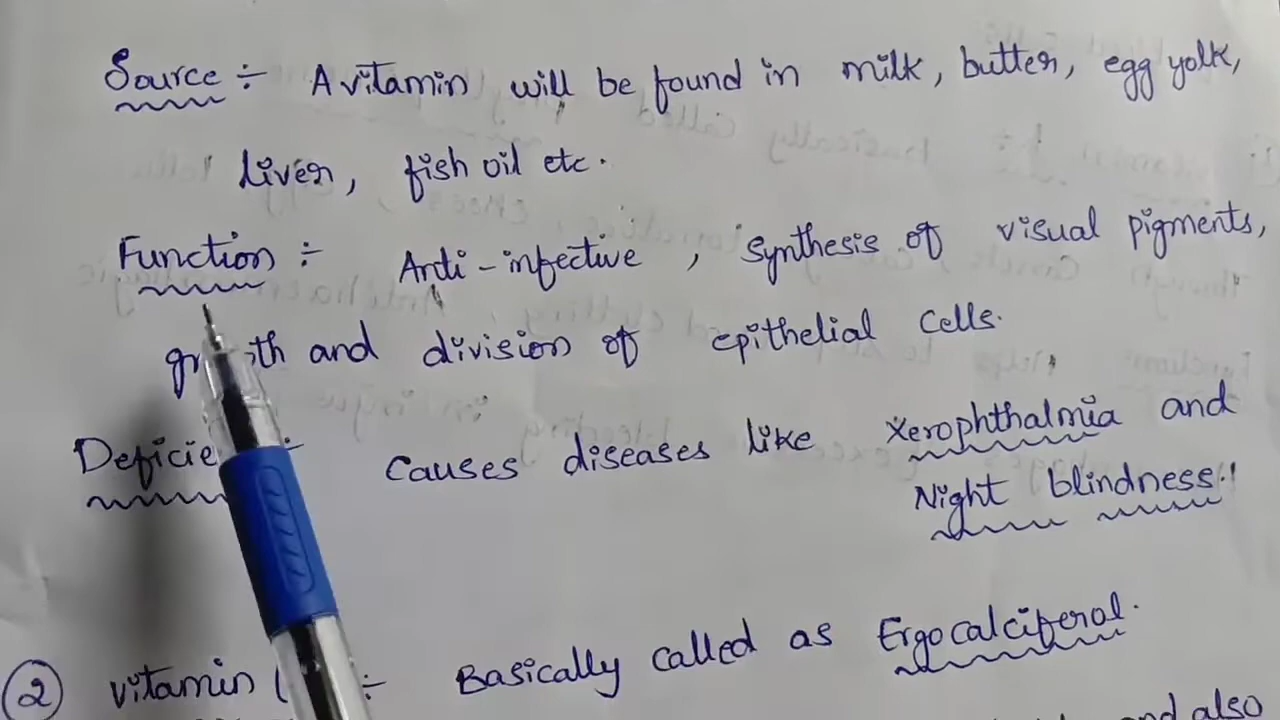 Source ÷ A vitamin will be found in milk, butter, egg yolk,
liver, fish oil etc.
Function ÷ Anti-infective, Synthesis of visual pigments,
and division of epithelial cells.
causes diseases like Xerophthalmia and
Night blindness.
② vitamin ÷ Basically called as Ergocalciferol.
and also